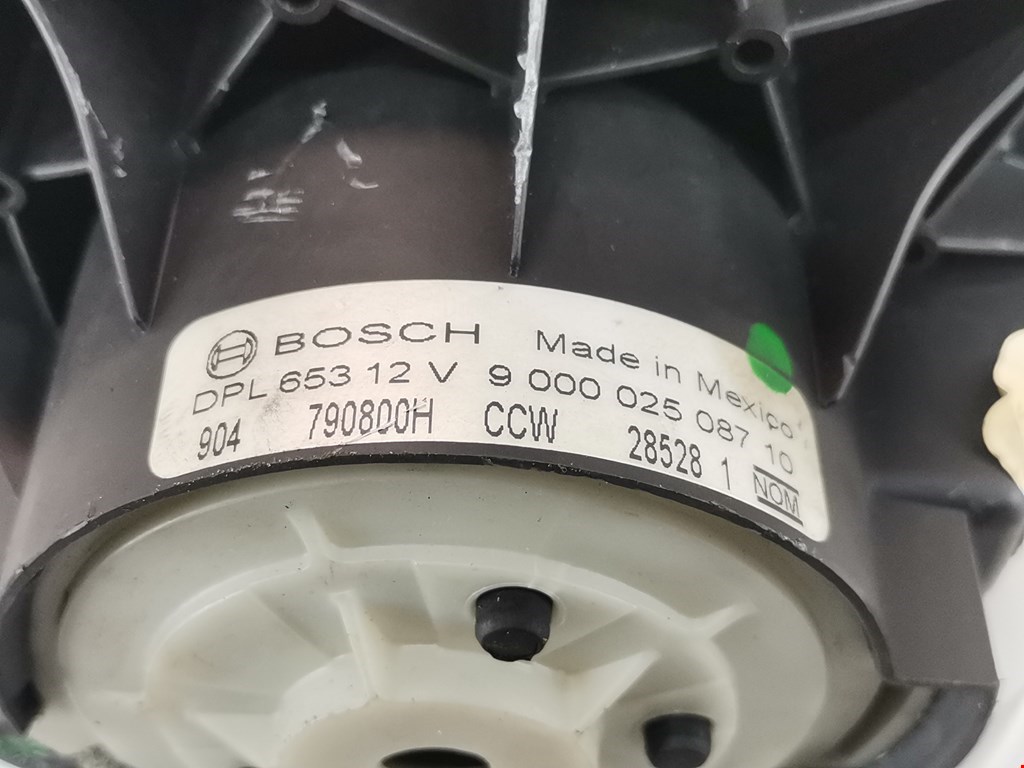 BOSCH Made in Mexico
DPL 653 12 V 9 000 025 087 10
904 790800H CCW 28528 1 NOM